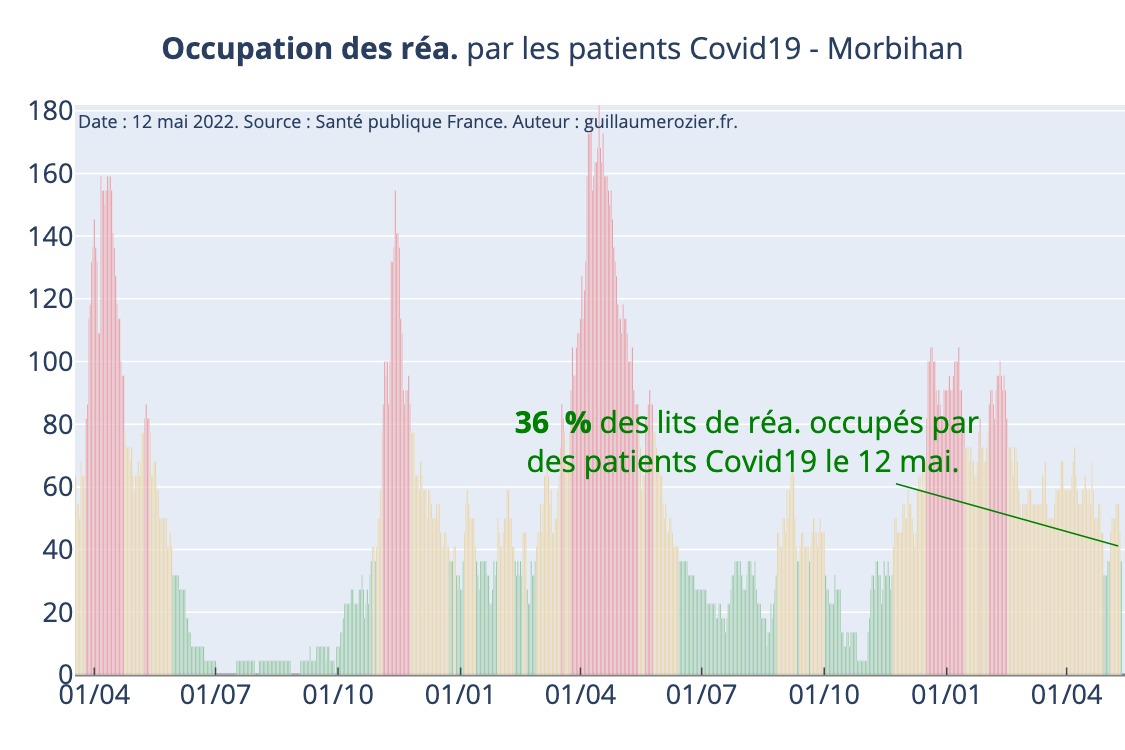 Occupation des réa. par les patients Covid19 - Morbihan
180
Date : 12 mai 2022. Source : Santé publique France. Auteur : guillaumerozier.fr.
160
140
120
100
80
36  % des lits de réa. occupés par
des patients Covid19 le 12 mai.
60
40
20
0
01/04 01/07 01/10 01/01 01/04 01/07 01/10 01/01 01/04